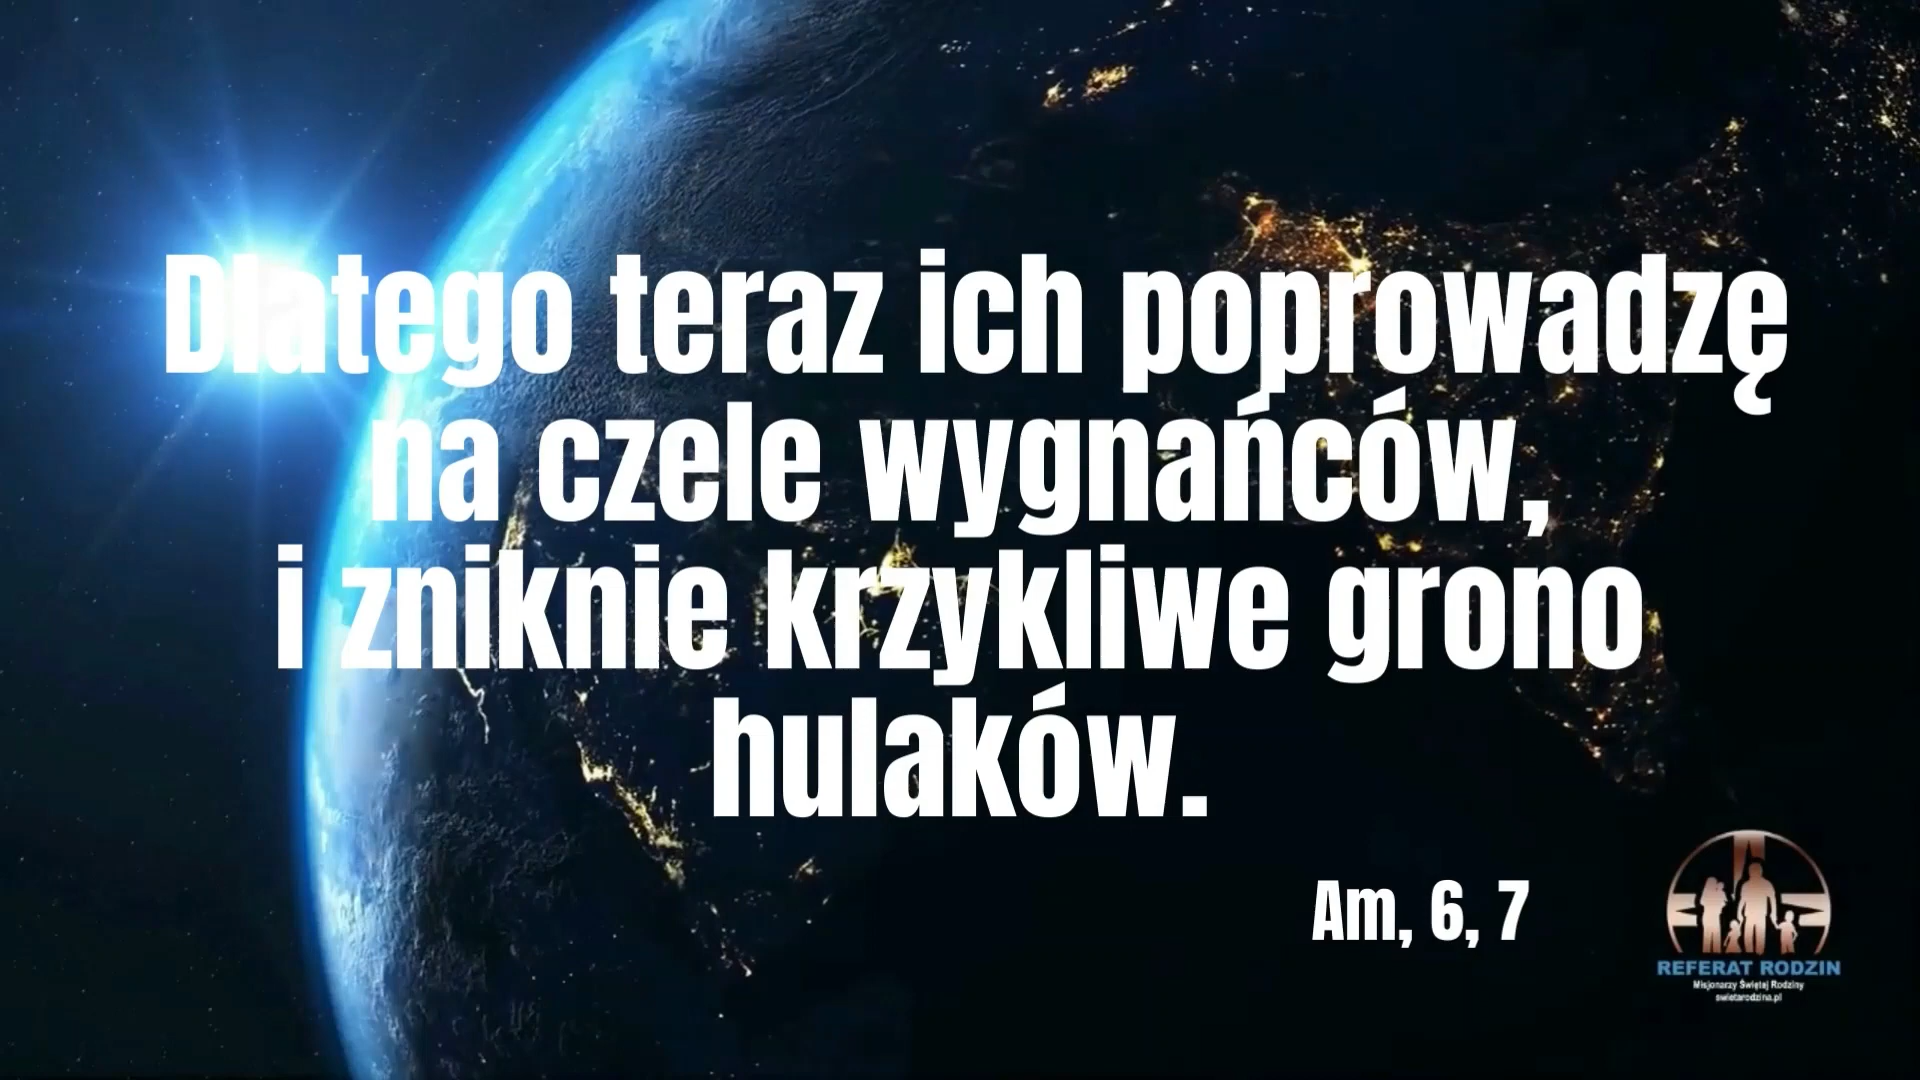 Dlatego teraz ich poprowadzę
na czele wygnańców,
i zniknie krzykliwe grono
hulaków.
Am, 6, 7
REFERAT RODZIN
Misjonarzy Świętej Rodziny
swietarodzina.pl